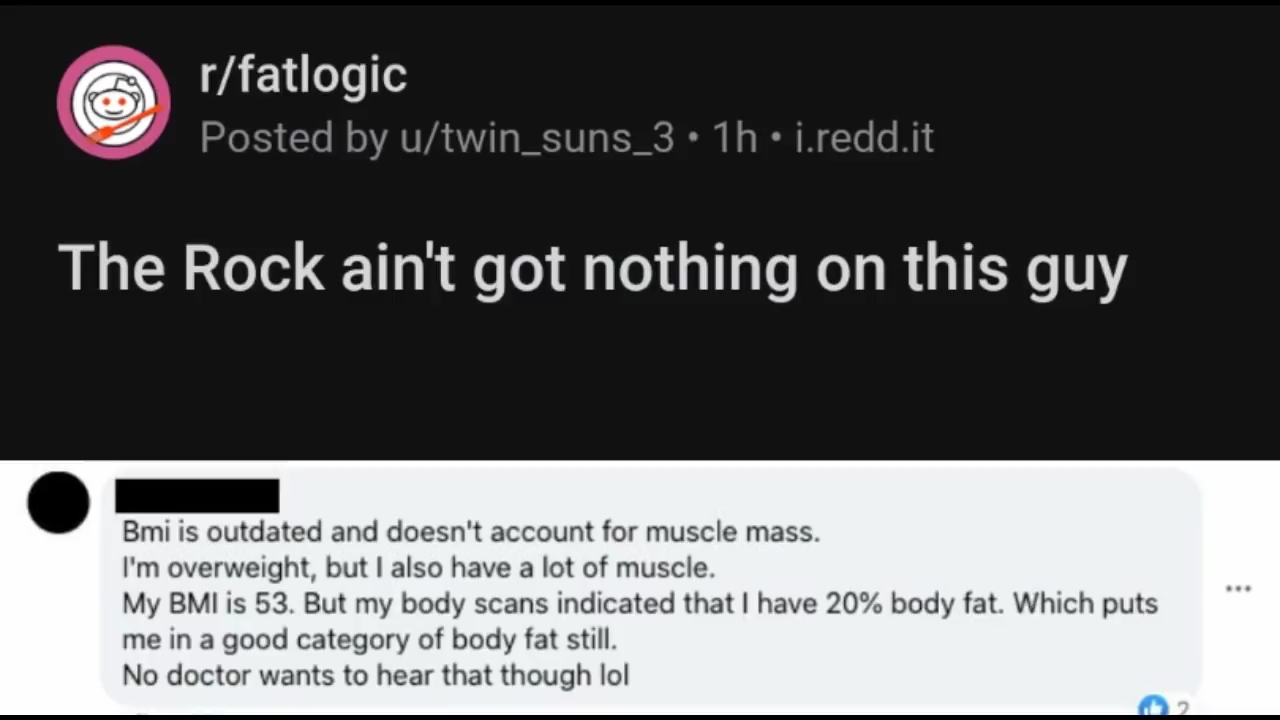 r/fatlogic
Posted by u/twin_suns_3 • 1h • i.redd.it
The Rock ain't got nothing on this guy
Bmi is outdated and doesn't account for muscle mass.
I'm overweight, but I also have a lot of muscle.
My BMI is 53. But my body scans indicated that I have 20% body fat. Which puts
me in a good category of body fat still.
No doctor wants to hear that though lol
2